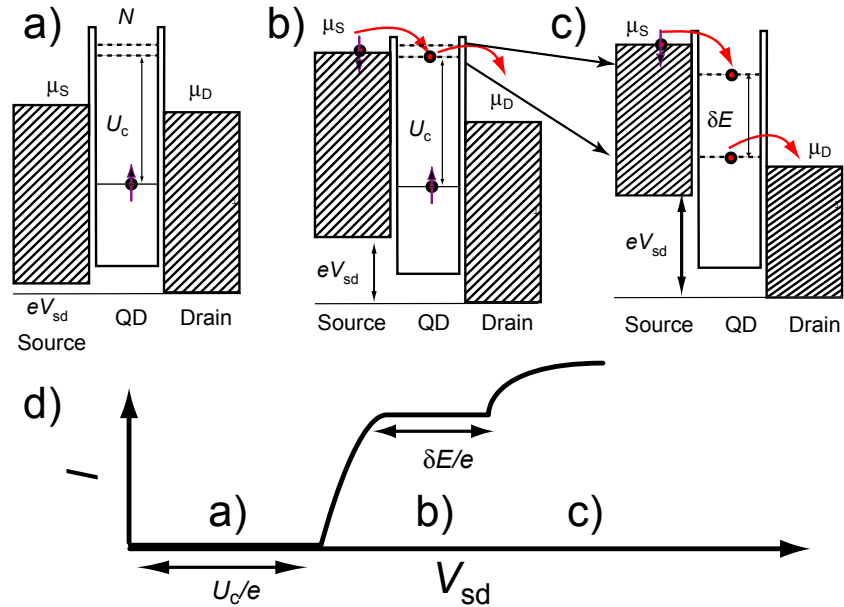 a)
N
μS
Uc
μD
eVsd
Source
QD
Drain
b)
μS
Uc
μD
eVsd
Source
QD
Drain
c)
μS
δE
μD
eVsd
Source
QD
Drain
d)
I
a)
b)
c)
δE/e
Uc/e
Vsd